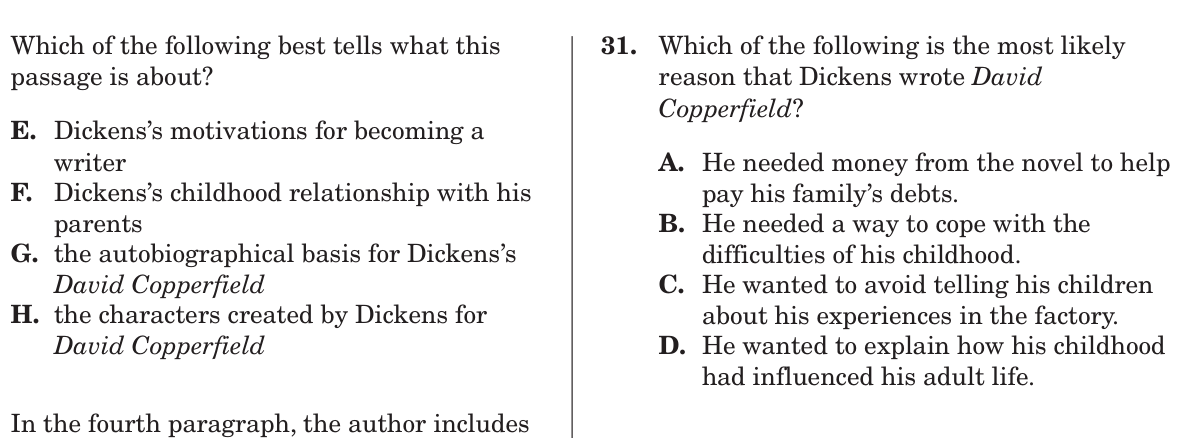 Which of the following best tells what this
passage is about?
E. Dickens’s motivations for becoming a
writer
F. Dickens’s childhood relationship with his
parents
G. the autobiographical basis for Dickens’s
David Copperfield
H. the characters created by Dickens for
David Copperfield
In the fourth paragraph, the author includes
31. Which of the following is the most likely
reason that Dickens wrote David
Copperfield?
A. He needed money from the novel to help
pay his family’s debts.
B. He needed a way to cope with the
difficulties of his childhood.
C. He wanted to avoid telling his children
about his experiences in the factory.
D. He wanted to explain how his childhood
had influenced his adult life.